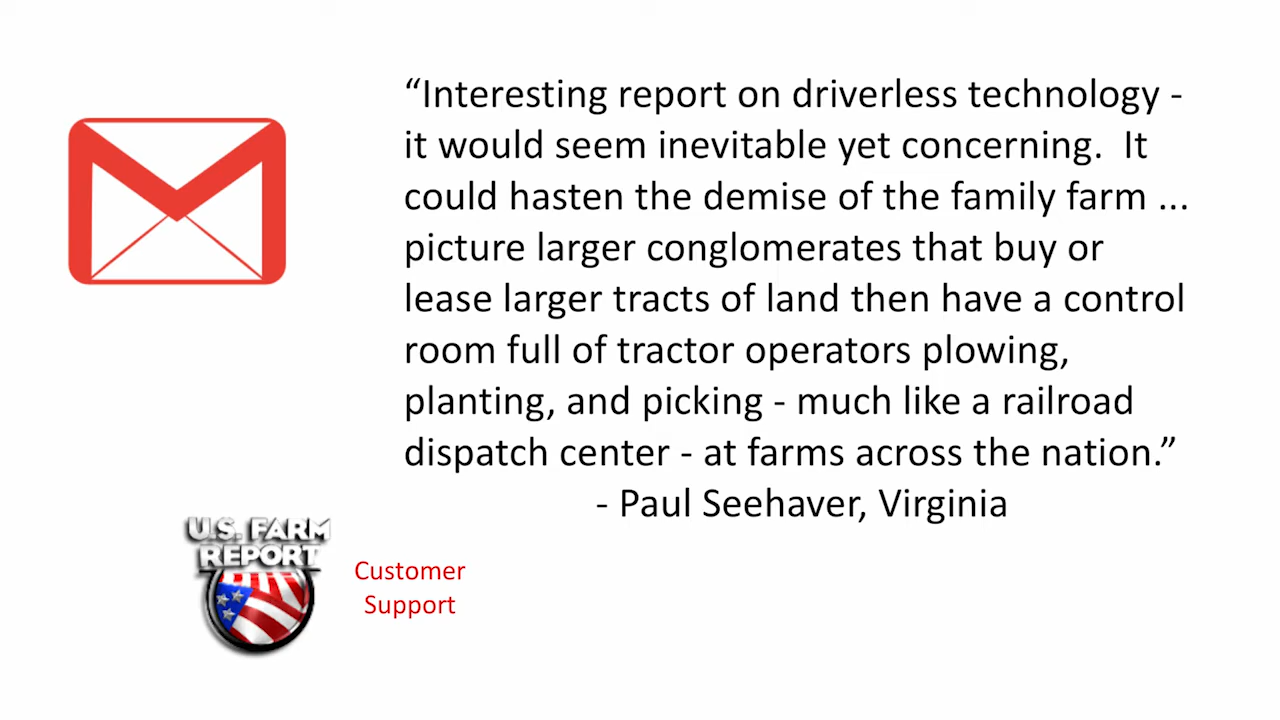 “Interesting report on driverless technology -
it would seem inevitable yet concerning.  It
could hasten the demise of the family farm ...
picture larger conglomerates that buy or
lease larger tracts of land then have a control
room full of tractor operators plowing,
planting, and picking - much like a railroad
dispatch center - at farms across the nation.”
- Paul Seehaver, Virginia
U.S. FARM
REPORT
Customer
Support